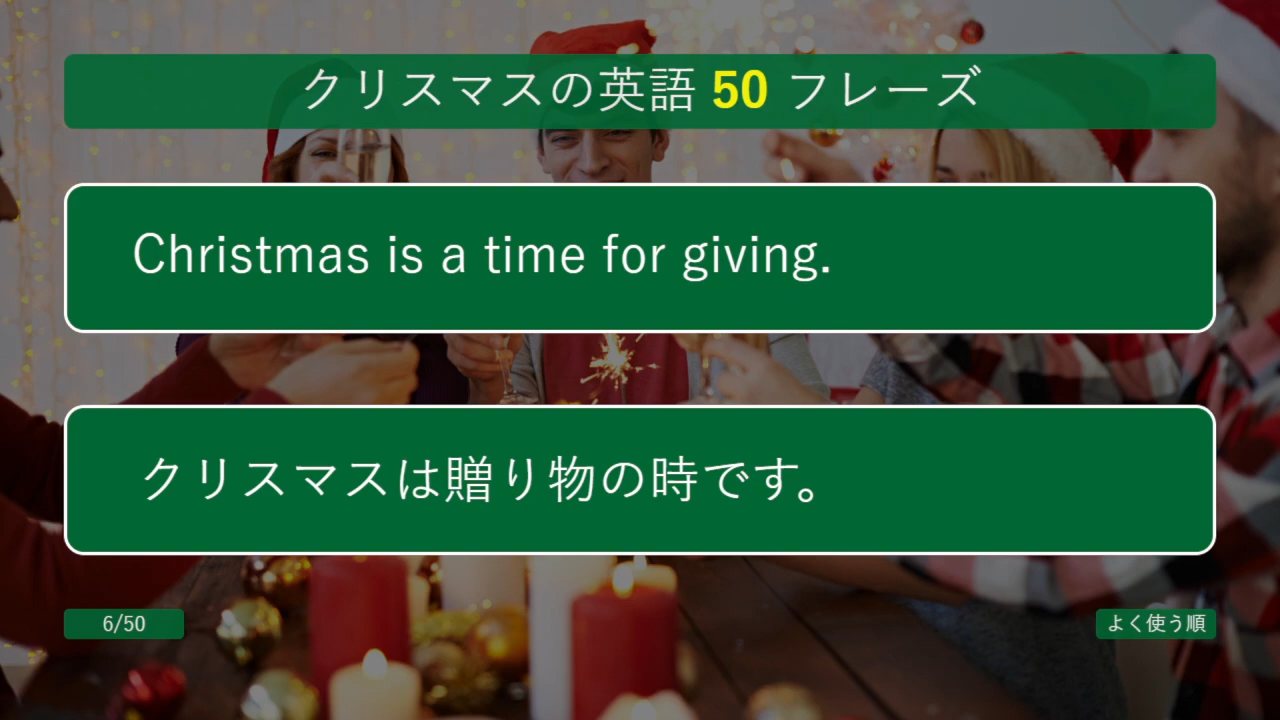 クリスマスの英語 50 フレーズ
Christmas is a time for giving.
クリスマスは贈り物の時です。
6/50
よく使う順